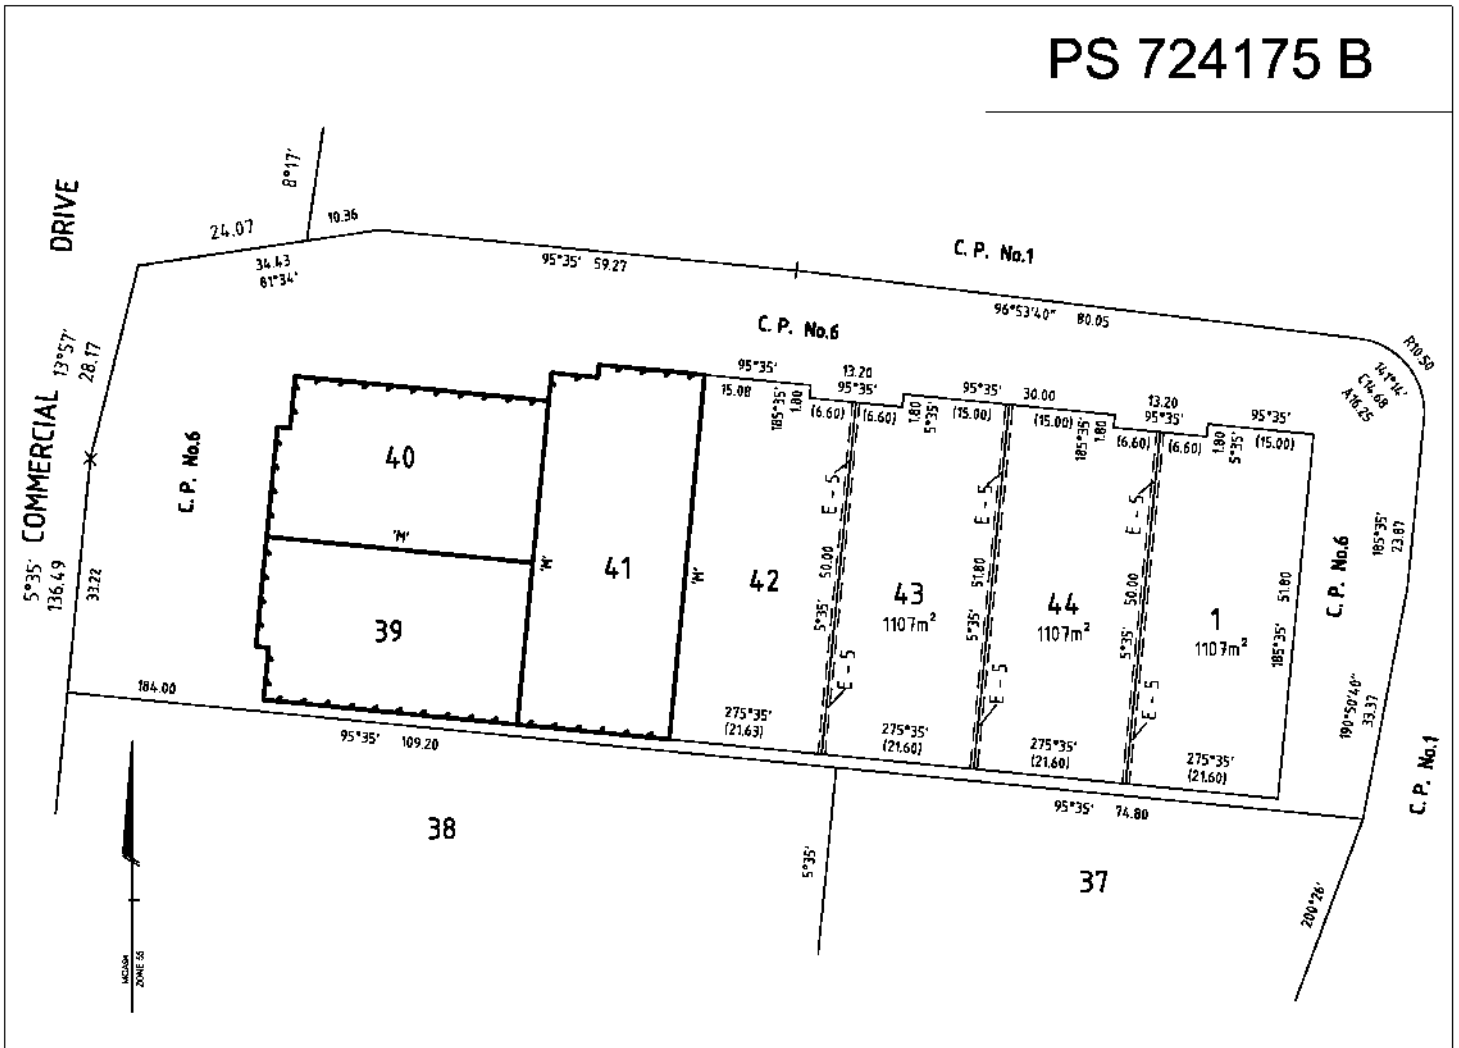 PS 724175 B
DRIVE
8°17'
24.07
10.36
34.43
81°34'
95°35' 59.27
C. P. No.1
96°53'40" 80.05
R10.50
141°14'
C14.68
A16.25
C. P. No.6
13°57'
28.17
COMMERCIAL
5°35'
136.49
33.22
C. P. No.6
40
'M'
39
'M'
41
'M'
95°35'
15.08
185°35'
1.80
13.20
95°35'
(6.60)
(6.60)
1.80
5°35'
95°35'
(15.00)
30.00
(15.00)
185°35'
1.80
13.20
95°35'
(6.60)
(6.60)
1.80
5°35'
95°35'
(15.00)
E - 5
E - 5
E - 5
42
50.00
5°35'
E - 5
43
1107m²
51.80
5°35'
E - 5
44
1107m²
50.00
5°35'
E - 5
1
1107m²
51.80
185°35'
C. P. No.6
185°35'
23.87
190°50'40"
33.37
C. P. No.1
184.00
95°35' 109.20
275°35'
(21.63)
275°35'
(21.60)
275°35'
(21.60)
275°35'
(21.60)
95°35' 74.80
38
5°35'
37
200°26'
MGA94
ZONE 55